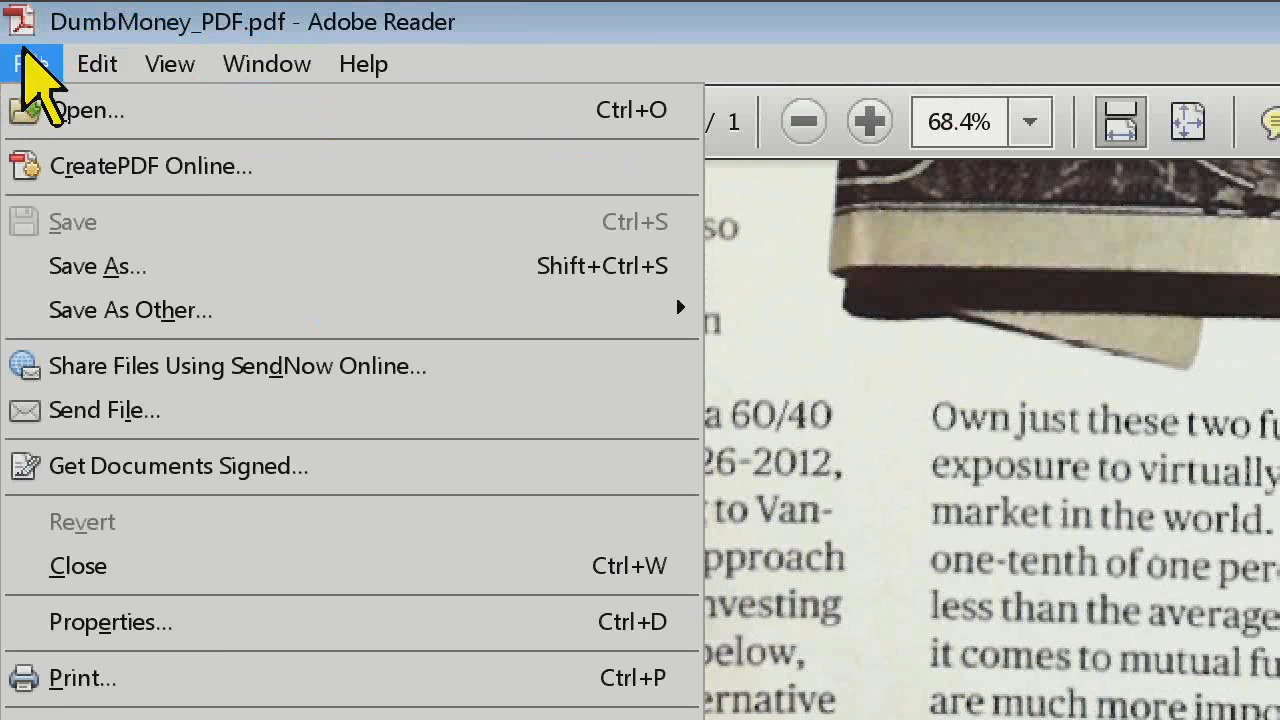 DumbMoney_PDF.pdf - Adobe Reader
Edit View Window Help
Open... Ctrl+O
/ 1 68.4%
CreatePDF Online...
Save Ctrl+S
Save As... Shift+Ctrl+S
Save As Other...
Share Files Using SendNow Online...
Send File...
Get Documents Signed...
Revert
Close Ctrl+W
Properties... Ctrl+D
Print... Ctrl+P
so
n
a 60/40
26-2012,
to Van-
pproach
nvesting
below,
ernative
Own just these two fu
exposure to virtually
market in the world.
one-tenth of one per
less than the average
it comes to mutual fu
are much more impo